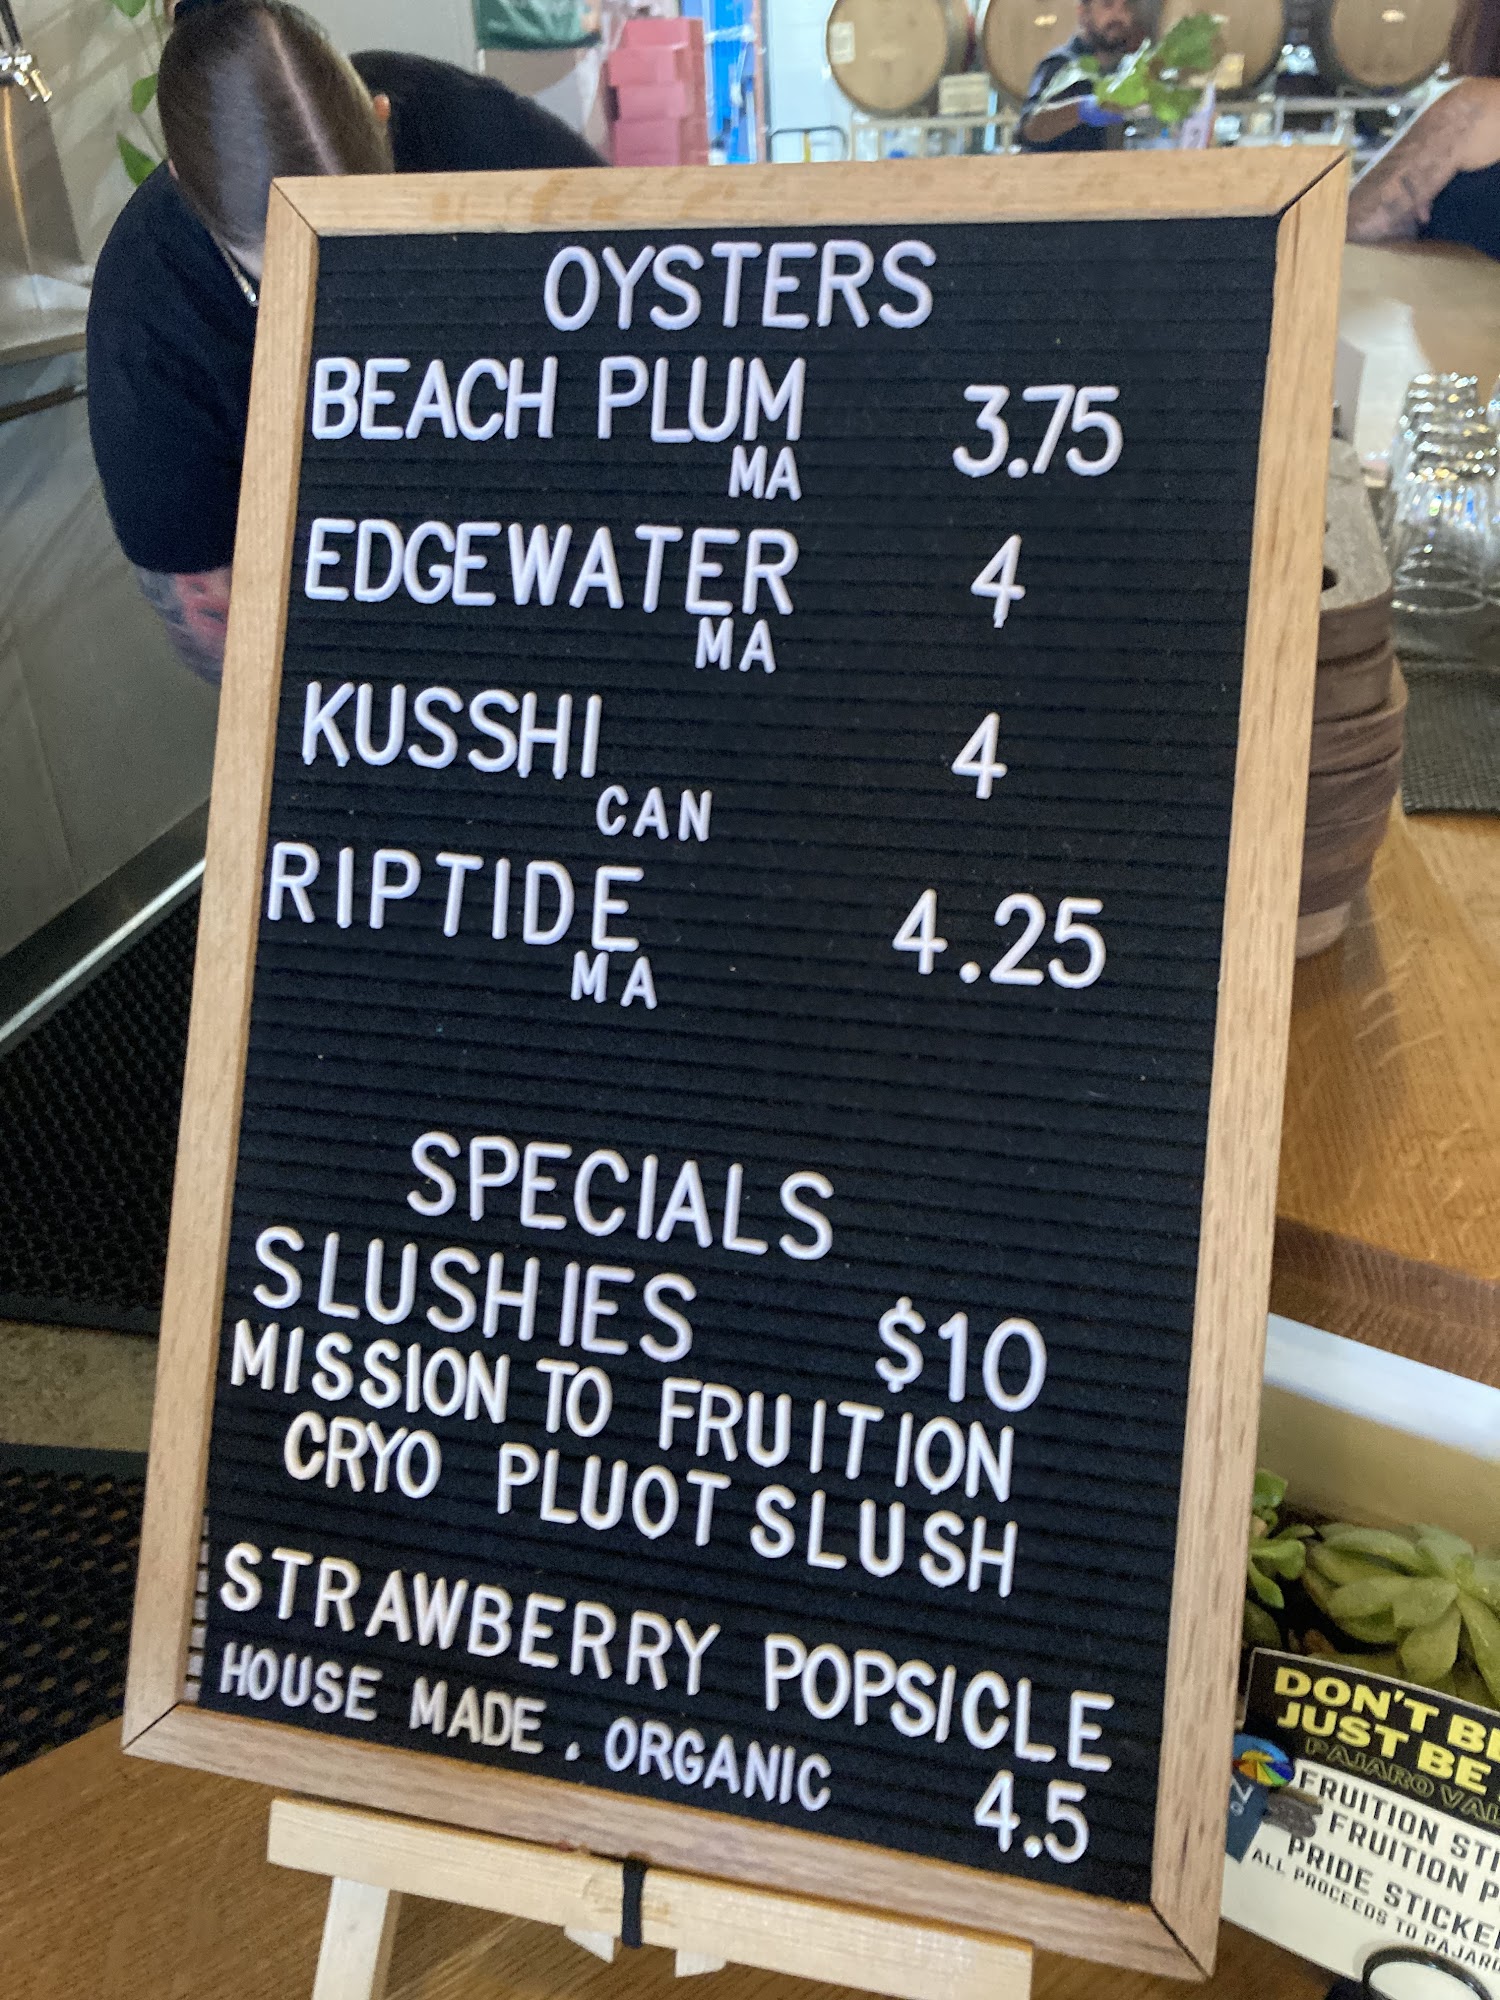 OYSTERS
BEACH PLUM 3.75
MA
EDGEWATER 4
MA
KUSSHI 4
CAN
RIPTIDE 4.25
MA
SPECIALS
SLUSHIES $10
MISSION TO FRUITION
CRYO PLUOT SLUSH
STRAWBERRY POPSICLE
HOUSE MADE . ORGANIC 4.5
DON'T
JUST BE
PAJARO
FRUITION
FRUITION
PRIDE
ALL PROCEEDS TO